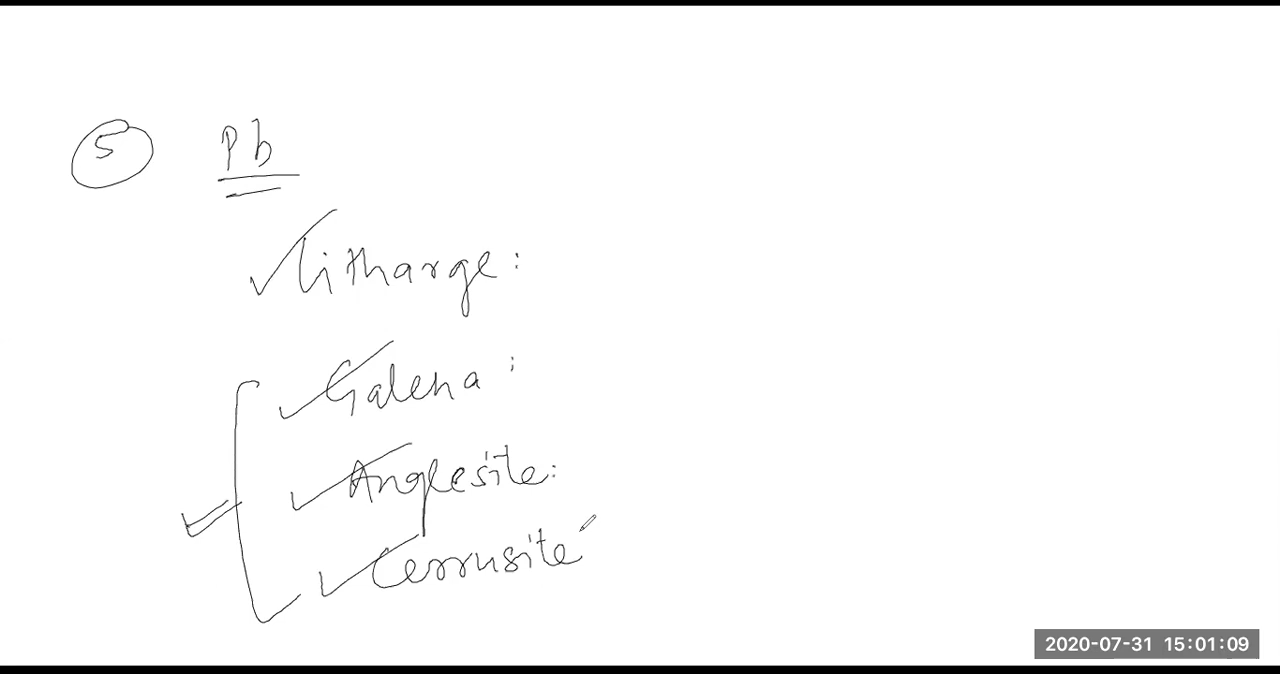 5 Pb
Litharge:
Galena:
Anglesite:
Cerrusite
2020-07-31 15:01:09